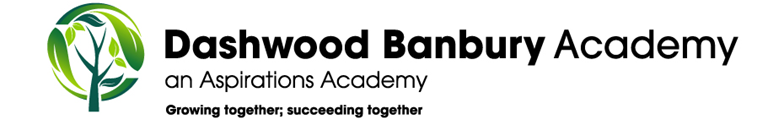 Dashwood Banbury Academy
an Aspirations Academy
Growing together; succeeding together